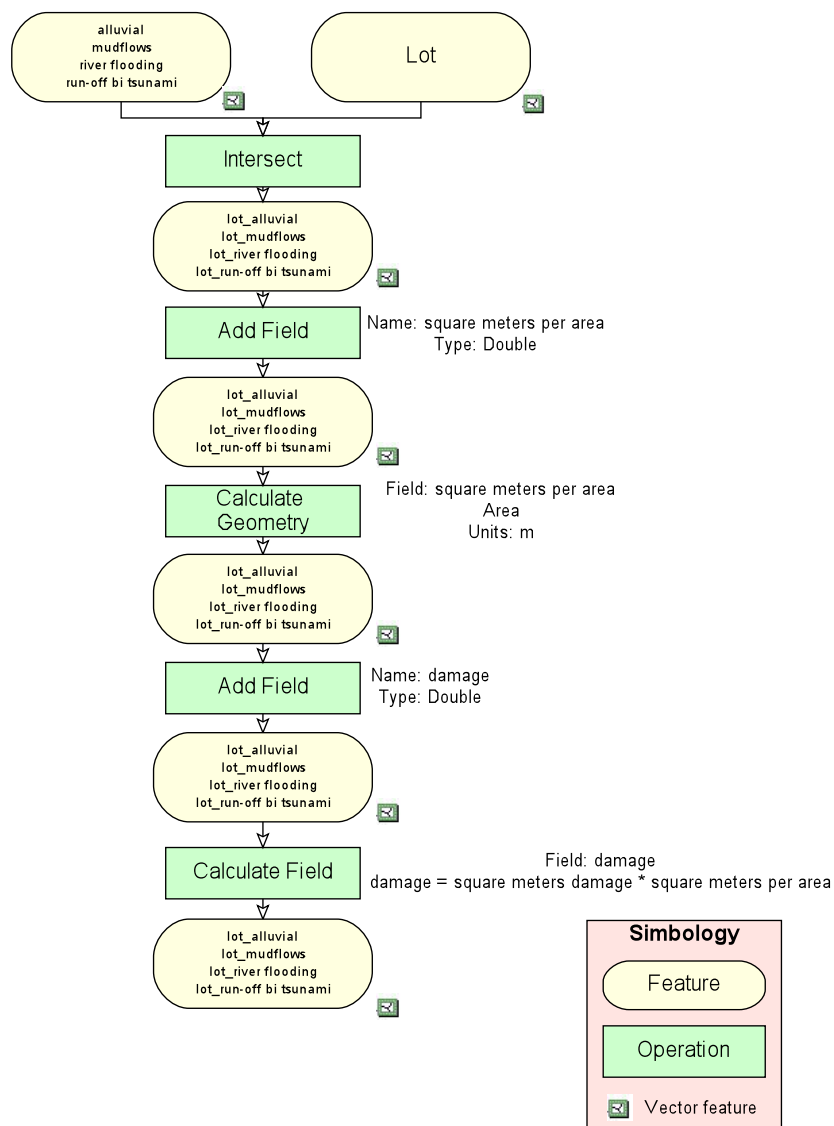 alluvial
mudflows
river flooding
run-off bi tsunami
Lot
Intersect
lot_alluvial
lot_mudflows
lot_river flooding
lot_run-off bi tsunami
Add Field
Name: square meters per area
Type: Double
lot_alluvial
lot_mudflows
lot_river flooding
lot_run-off bi tsunami
Calculate
Geometry
Field: square meters per area
Area
Units: m
lot_alluvial
lot_mudflows
lot_river flooding
lot_run-off bi tsunami
Add Field
Name: damage
Type: Double
lot_alluvial
lot_mudflows
lot_river flooding
lot_run-off bi tsunami
Calculate Field
Field: damage
damage = square meters damage * square meters per area
lot_alluvial
lot_mudflows
lot_river flooding
lot_run-off bi tsunami
Simbology
Feature
Operation
Vector feature